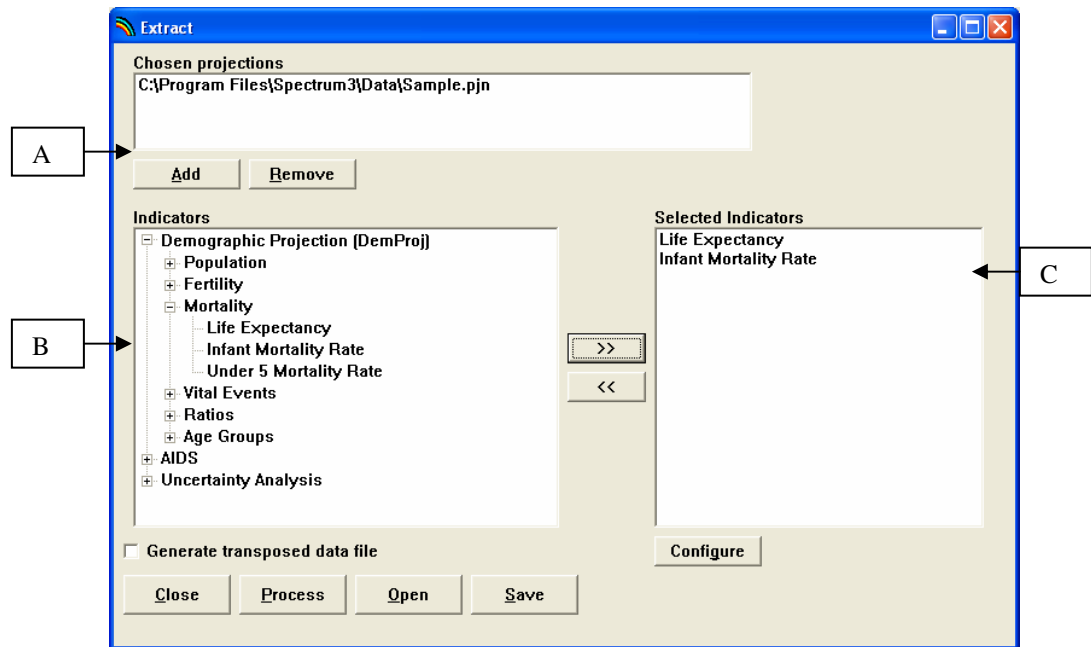 Extract
Chosen projections
C:\Program Files\Spectrum3\Data\Sample.pjn
A
Add Remove
Indicators
Demographic Projection (DemProj)
Population
Fertility
Mortality
Life Expectancy
Infant Mortality Rate
Under 5 Mortality Rate
Vital Events
Ratios
Age Groups
AIDS
Uncertainty Analysis
B
>>
<<
Selected Indicators
Life Expectancy
Infant Mortality Rate
C
Generate transposed data file
Configure
Close Process Open Save